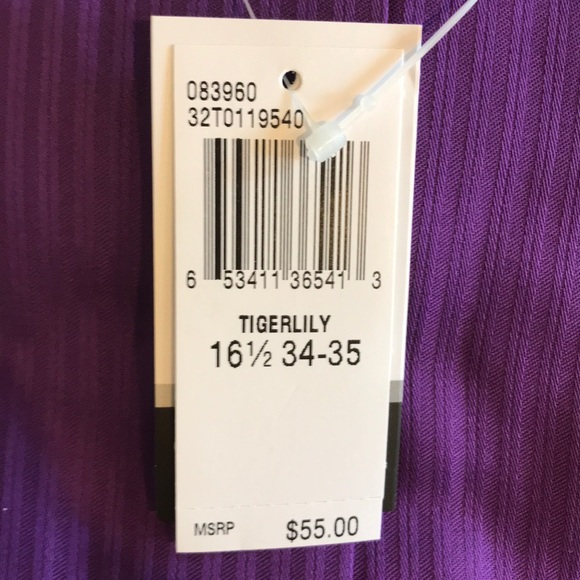 083960
32T0119540
6 53411 36541 3
TIGERLILY
16½ 34-35
MSRP $55.00